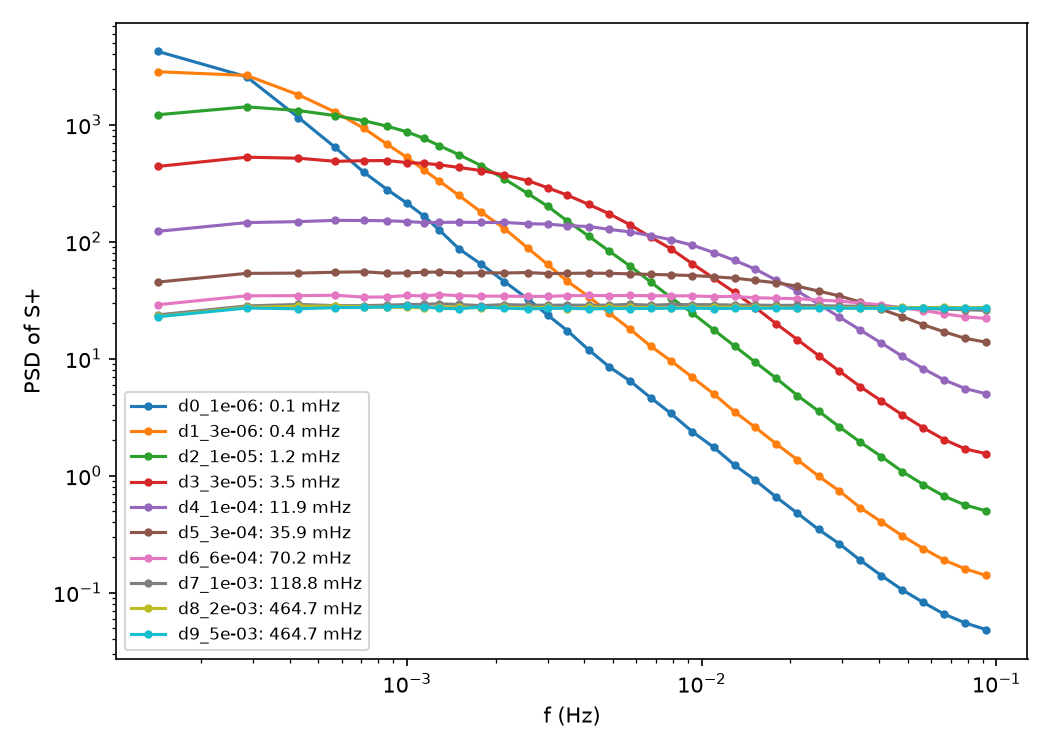 PSD of S+
10³
10²
10¹
10⁰
10⁻¹
d0_1e-06: 0.1 mHz
d1_3e-06: 0.4 mHz
d2_1e-05: 1.2 mHz
d3_3e-05: 3.5 mHz
d4_1e-04: 11.9 mHz
d5_3e-04: 35.9 mHz
d6_6e-04: 70.2 mHz
d7_1e-03: 118.8 mHz
d8_2e-03: 464.7 mHz
d9_5e-03: 464.7 mHz
10⁻³ 10⁻² 10⁻¹
f (Hz)